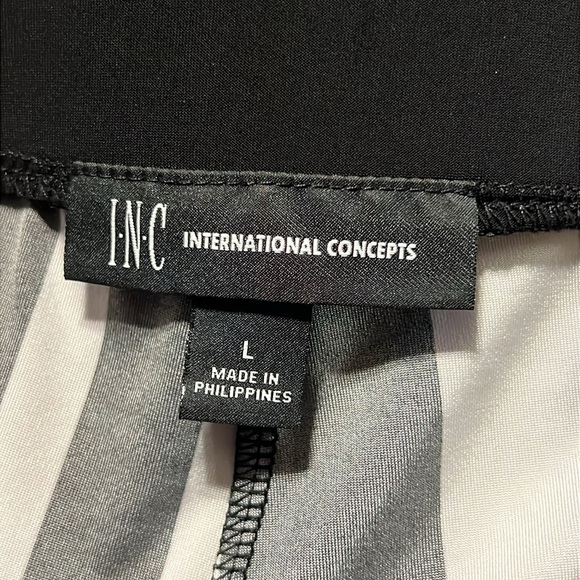 I·N·C INTERNATIONAL CONCEPTS
L
MADE IN
PHILIPPINES